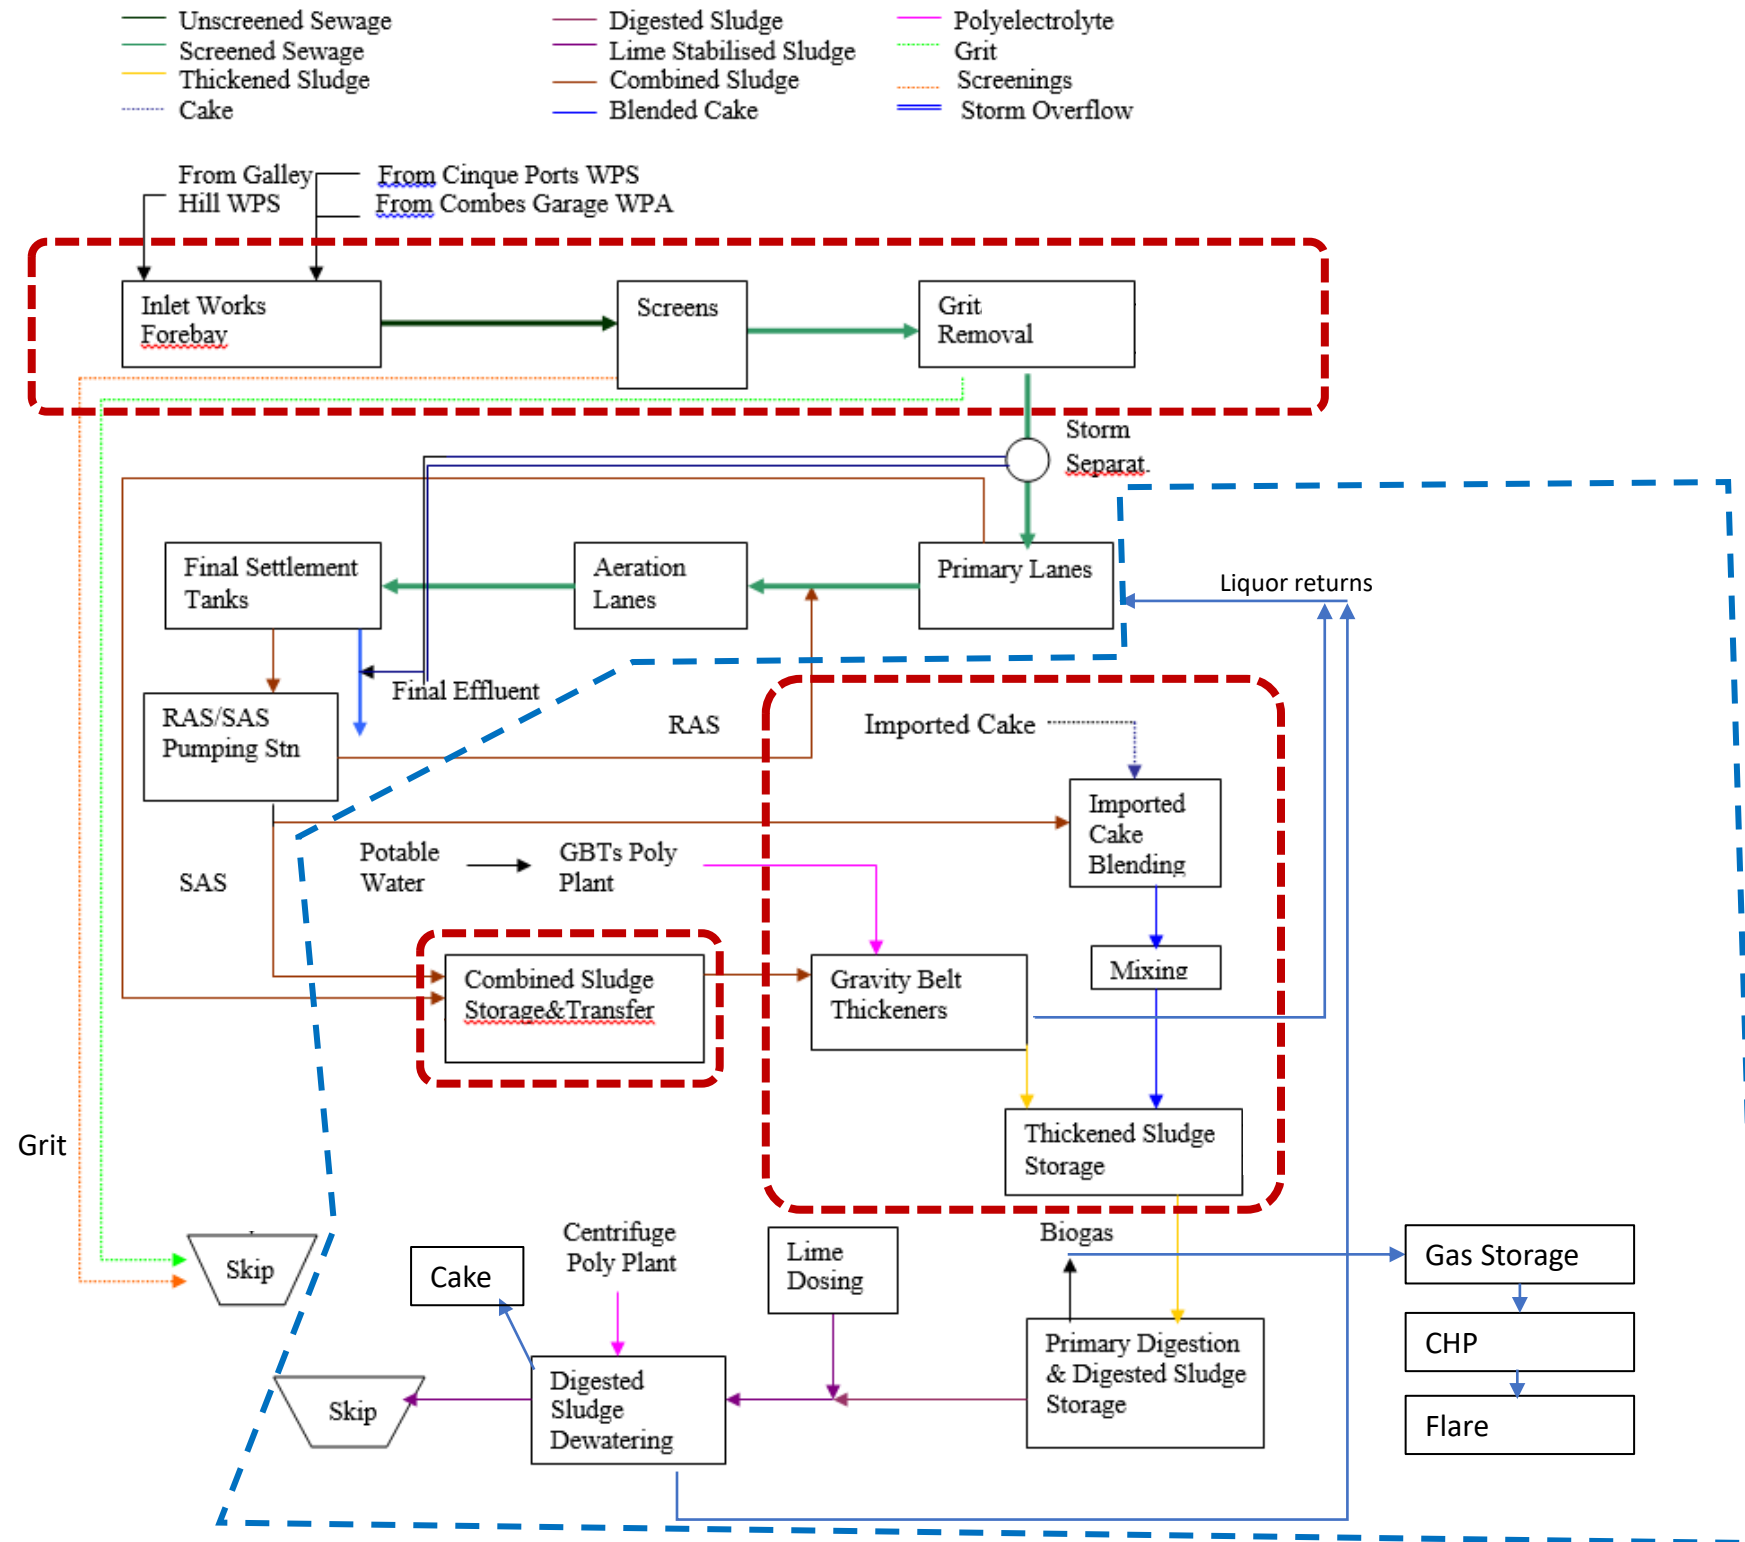 Unscreened Sewage
Screened Sewage
Thickened Sludge
Cake
Digested Sludge
Lime Stabilised Sludge
Combined Sludge
Blended Cake
Polyelectrolyte
Grit
Screenings
Storm Overflow
From Galley
Hill WPS
From Cinque Ports WPS
From Combes Garage WPA
Inlet Works
Forebay
Screens
Grit
Removal
Storm
Separat.
Final Settlement
Tanks
Aeration
Lanes
Primary Lanes
Liquor returns
Final Effluent
RAS/SAS
Pumping Stn
RAS
Imported Cake
Imported
Cake
Blending
Potable
Water
GBTs Poly
Plant
SAS
Combined Sludge
Storage&Transfer
Gravity Belt
Thickeners
Mixing
Thickened Sludge
Storage
Grit
Skip
Centrifuge
Poly Plant
Cake
Lime
Dosing
Biogas
Gas Storage
CHP
Flare
Primary Digestion
& Digested Sludge
Storage
Digested
Sludge
Dewatering
Skip